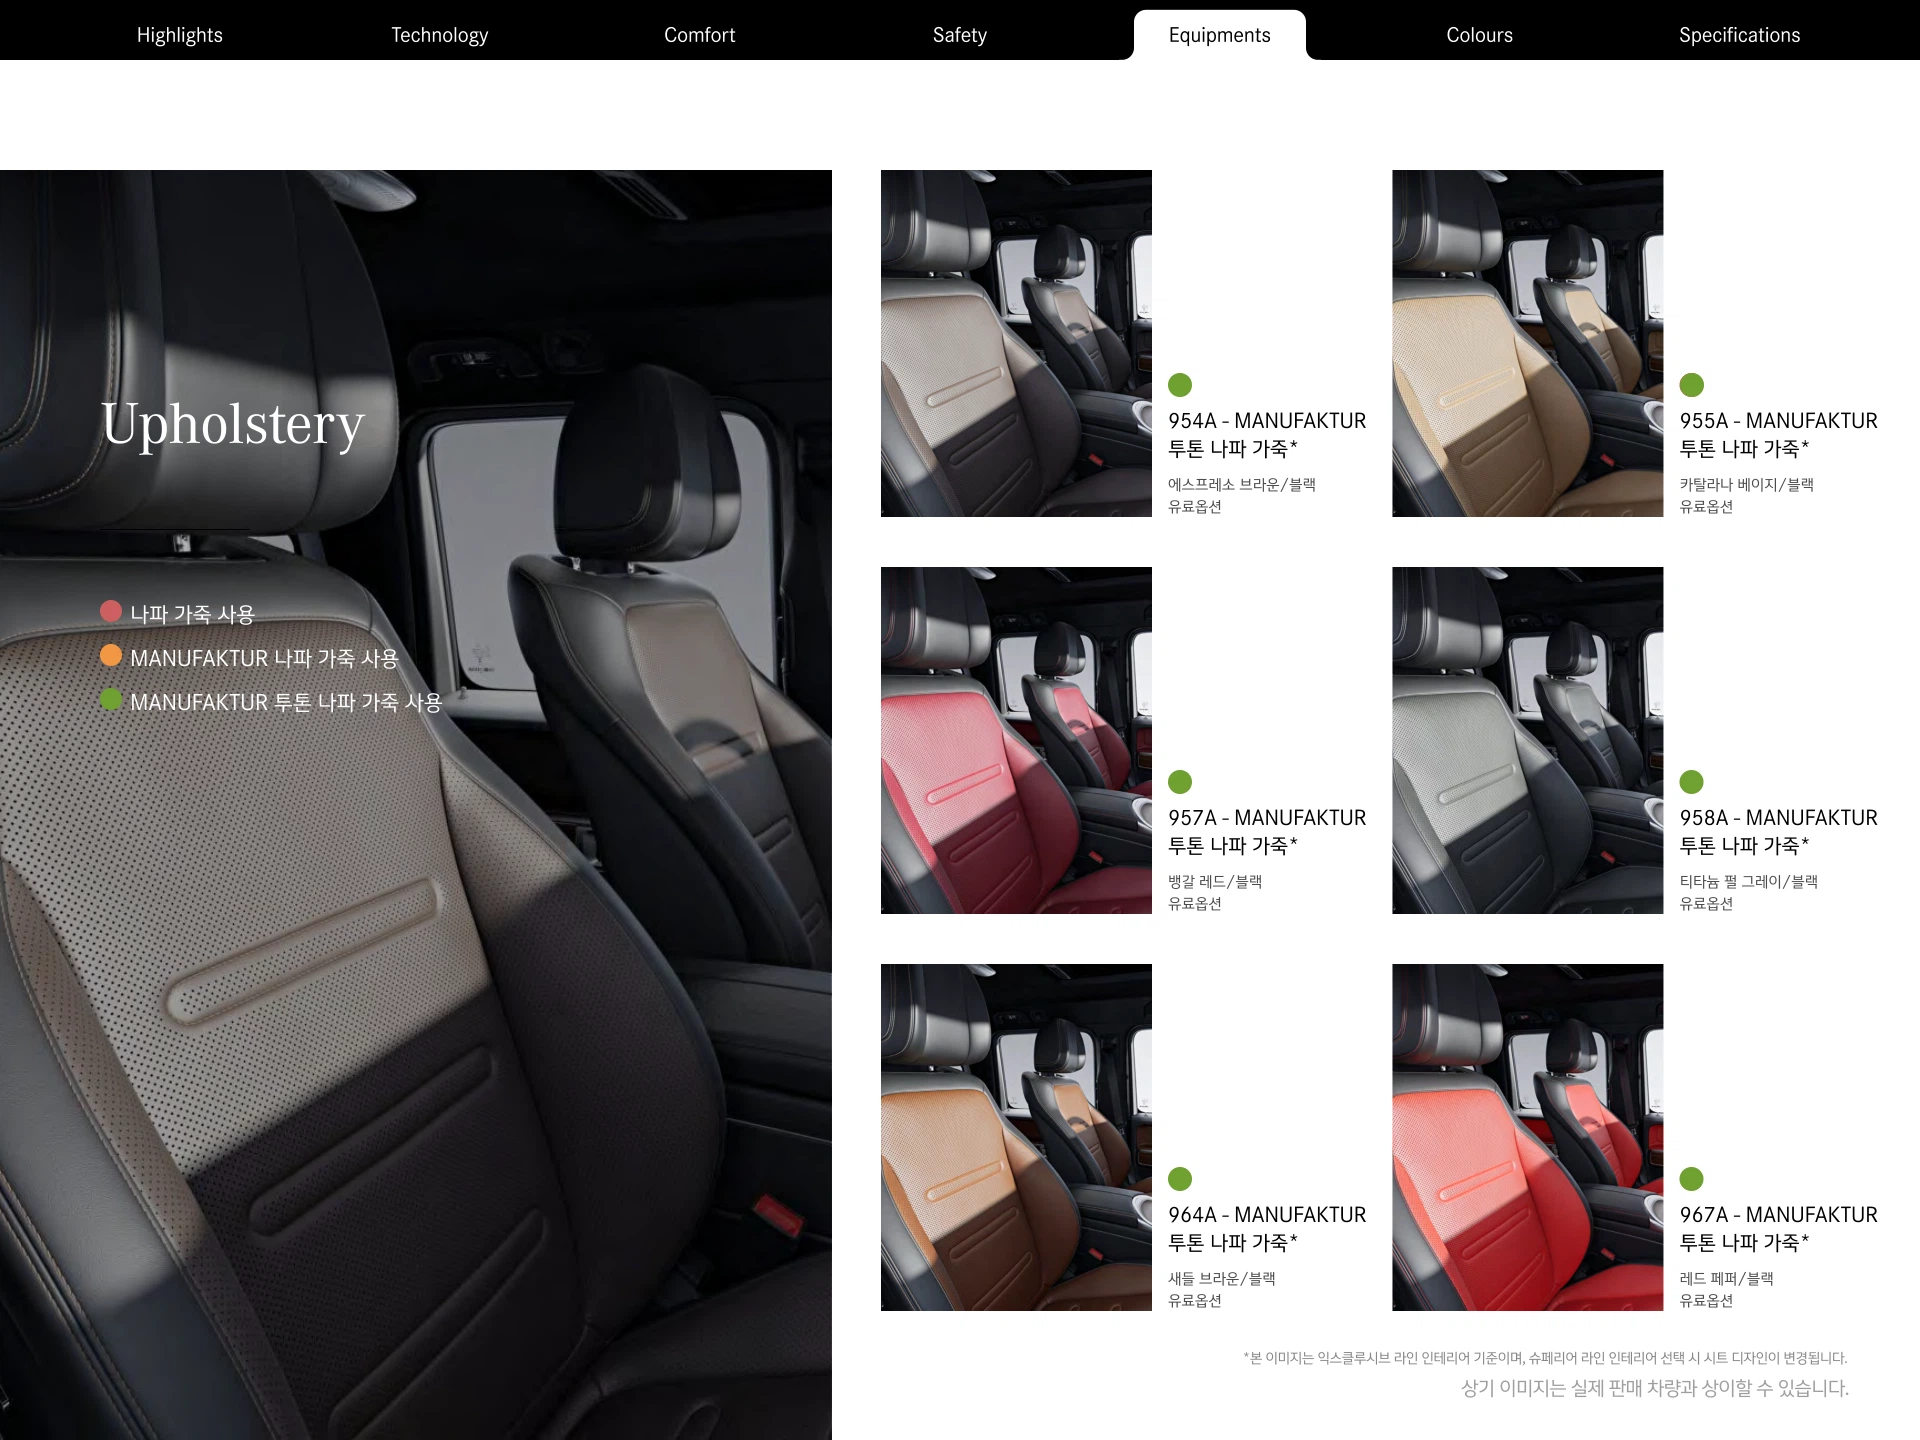 Highlights
Technology
Comfort
Safety
Equipments
Colours
Specifications
Upholstery
나파 가죽 사용
MANUFAKTUR 나파 가죽 사용
MANUFAKTUR 투톤 나파 가죽 사용
954A - MANUFAKTUR
투톤 나파 가죽*
에스프레소 브라운/블랙
유료옵션
955A - MANUFAKTUR
투톤 나파 가죽*
카탈라나 베이지/블랙
유료옵션
957A - MANUFAKTUR
투톤 나파 가죽*
뱅갈 레드/블랙
유료옵션
958A - MANUFAKTUR
투톤 나파 가죽*
티타늄 펄 그레이/블랙
유료옵션
964A - MANUFAKTUR
투톤 나파 가죽*
새들 브라운/블랙
유료옵션
967A - MANUFAKTUR
투톤 나파 가죽*
레드 페퍼/블랙
유료옵션
*본 이미지는 익스클루시브 라인 인테리어 기준이며, 슈페리어 라인 인테리어 선택 시 시트 디자인이 변경됩니다.
상기 이미지는 실제 판매 차량과 상이할 수 있습니다.